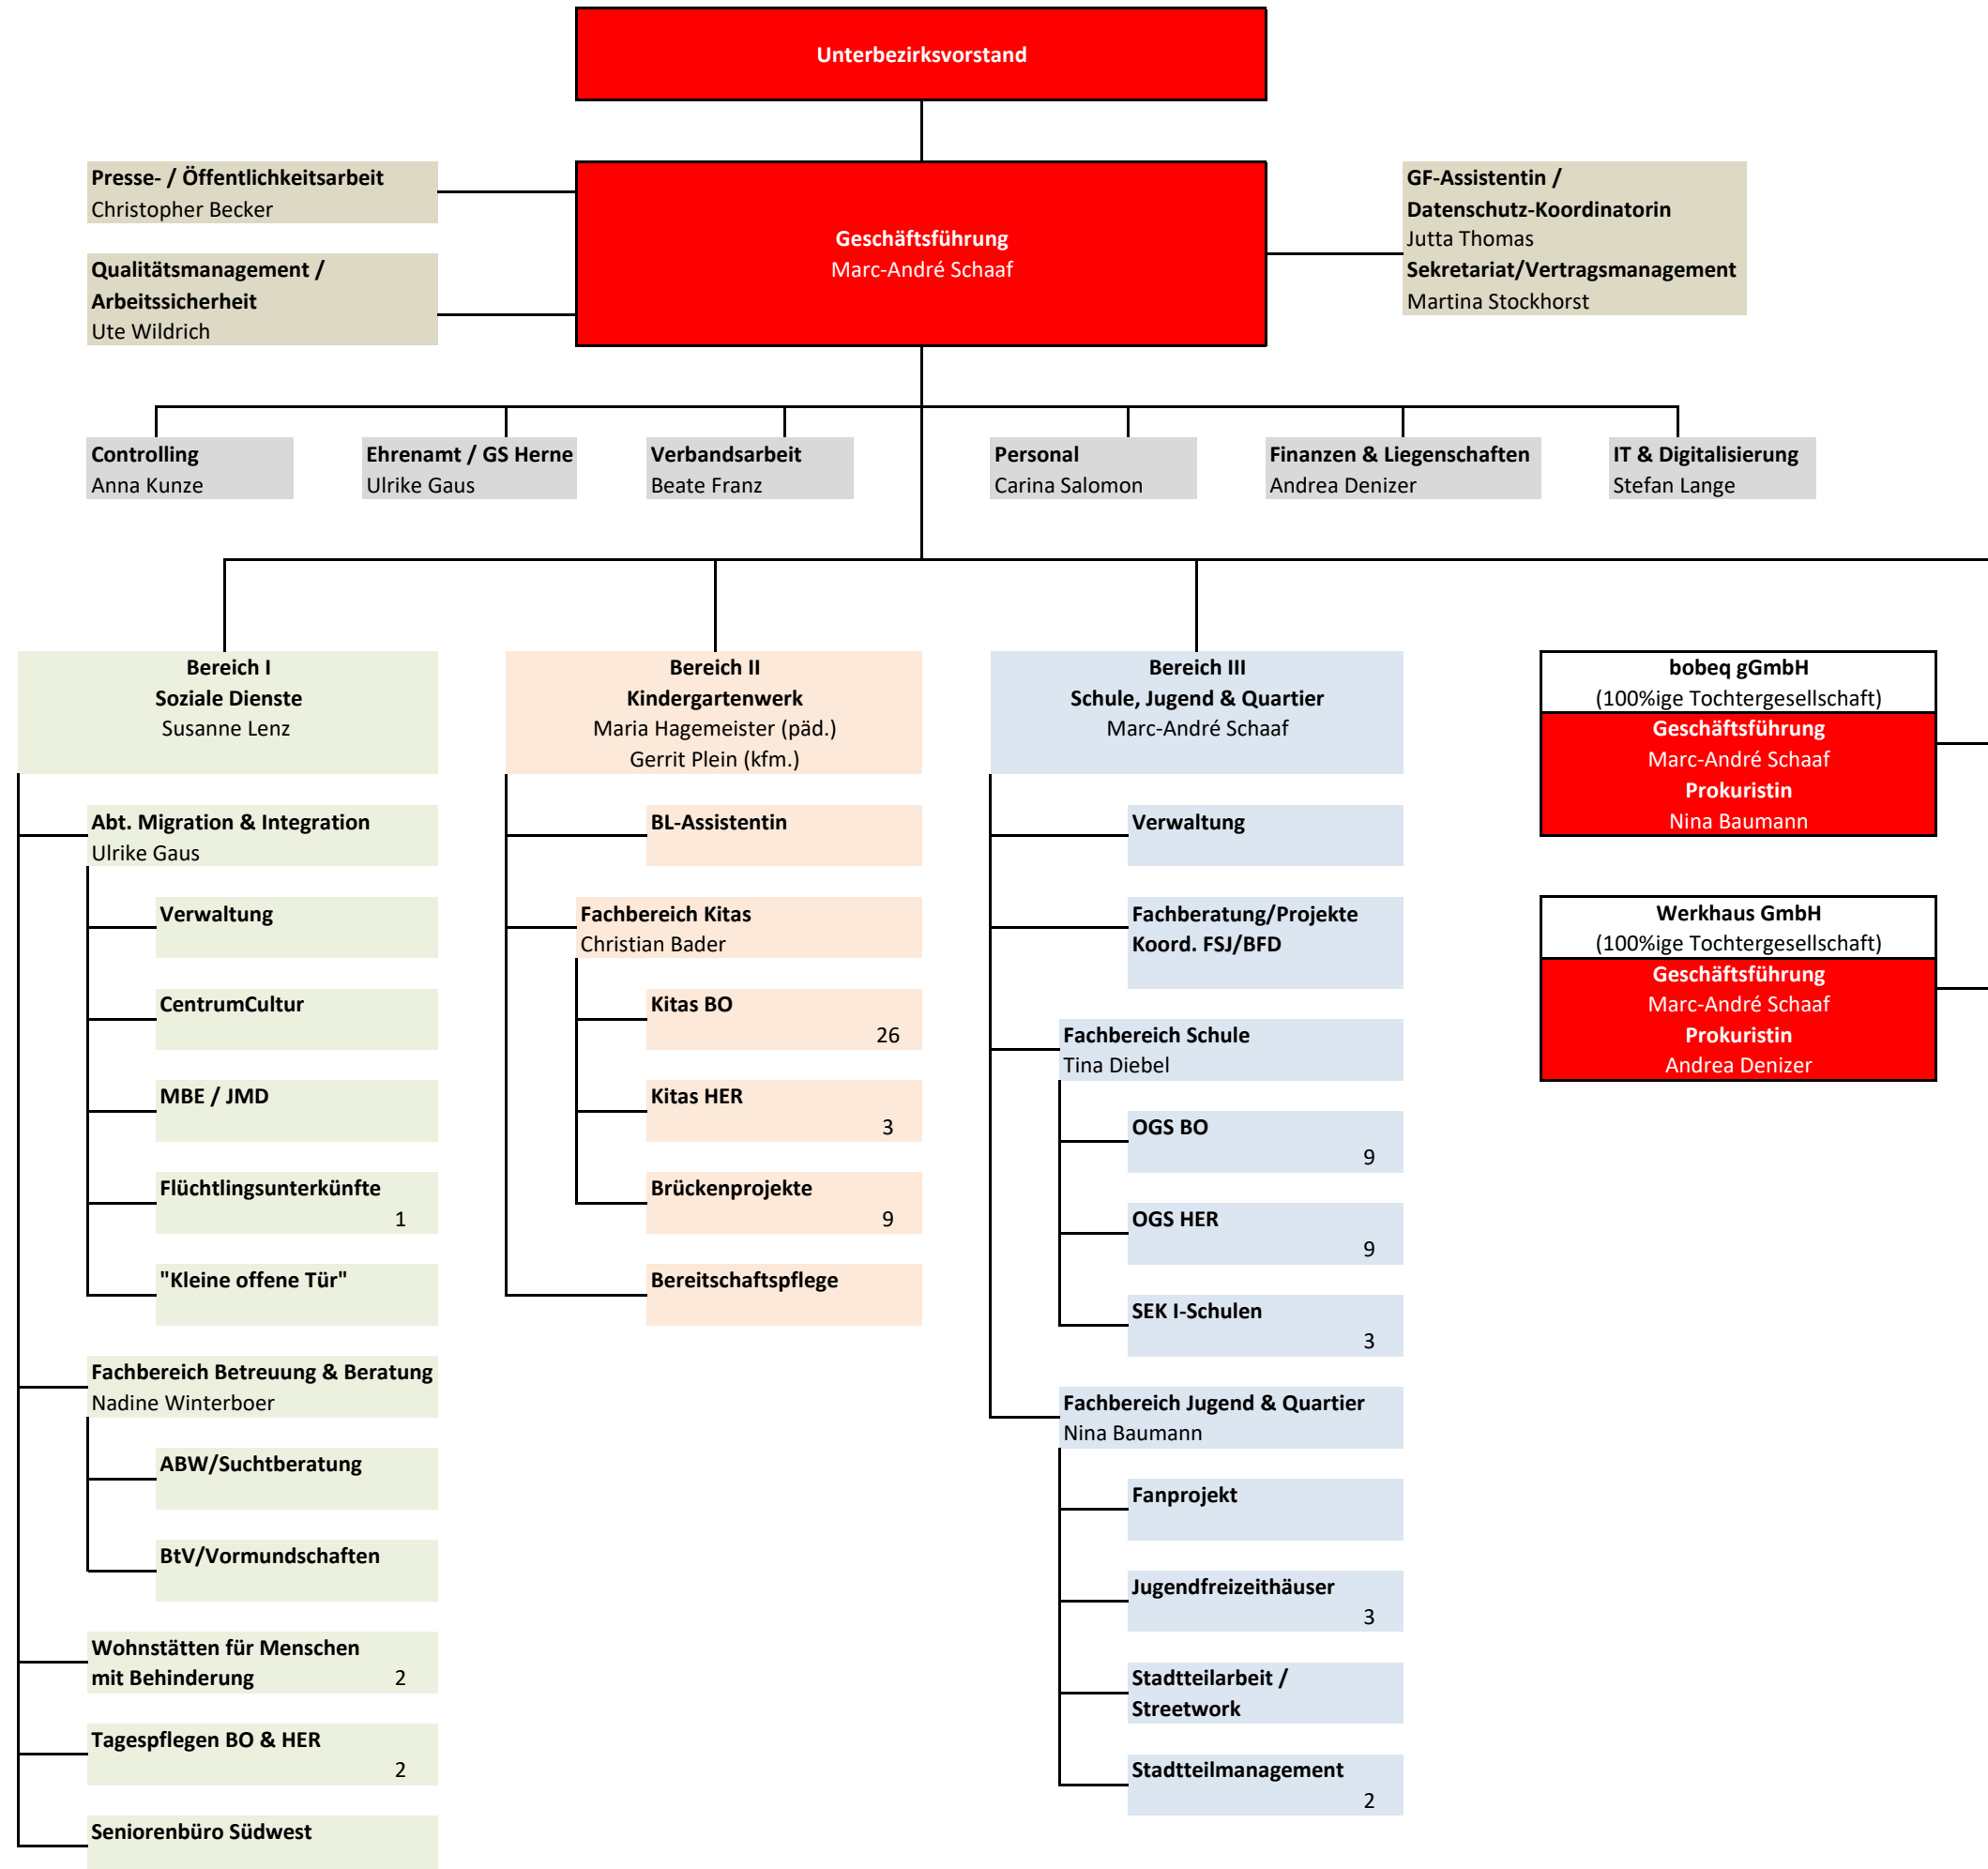 Unterbezirksvorstand
Presse- / Öffentlichkeitsarbeit
Christopher Becker
Qualitätsmanagement /
Arbeitssicherheit
Ute Wildrich
Geschäftsführung
Marc-André Schaaf
GF-Assistentin /
Datenschutz-Koordinatorin
Jutta Thomas
Sekretariat/Vertragsmanagement
Martina Stockhorst
Controlling
Anna Kunze
Ehrenamt / GS Herne
Ulrike Gaus
Verbandsarbeit
Beate Franz
Personal
Carina Salomon
Finanzen & Liegenschaften
Andrea Denizer
IT & Digitalisierung
Stefan Lange
Bereich I
Soziale Dienste
Susanne Lenz
Abt. Migration & Integration
Ulrike Gaus
Verwaltung
CentrumCultur
MBE / JMD
Flüchtlingsunterkünfte
1
"Kleine offene Tür"
Fachbereich Betreuung & Beratung
Nadine Winterboer
ABW/Suchtberatung
BtV/Vormundschaften
Wohnstätten für Menschen
mit Behinderung 2
Tagespflegen BO & HER
2
Seniorenbüro Südwest
Bereich II
Kindergartenwerk
Maria Hagemeister (päd.)
Gerrit Plein (kfm.)
BL-Assistentin
Fachbereich Kitas
Christian Bader
Kitas BO
26
Kitas HER
3
Brückenprojekte
9
Bereitschaftspflege
Bereich III
Schule, Jugend & Quartier
Marc-André Schaaf
Verwaltung
Fachberatung/Projekte
Koord. FSJ/BFD
Fachbereich Schule
Tina Diebel
OGS BO
9
OGS HER
9
SEK I-Schulen
3
Fachbereich Jugend & Quartier
Nina Baumann
Fanprojekt
Jugendfreizeithäuser
3
Stadtteilarbeit /
Streetwork
Stadtteilmanagement
2
bobeq gGmbH
(100%ige Tochtergesellschaft)
Geschäftsführung
Marc-André Schaaf
Prokuristin
Nina Baumann
Werkhaus GmbH
(100%ige Tochtergesellschaft)
Geschäftsführung
Marc-André Schaaf
Prokuristin
Andrea Denizer